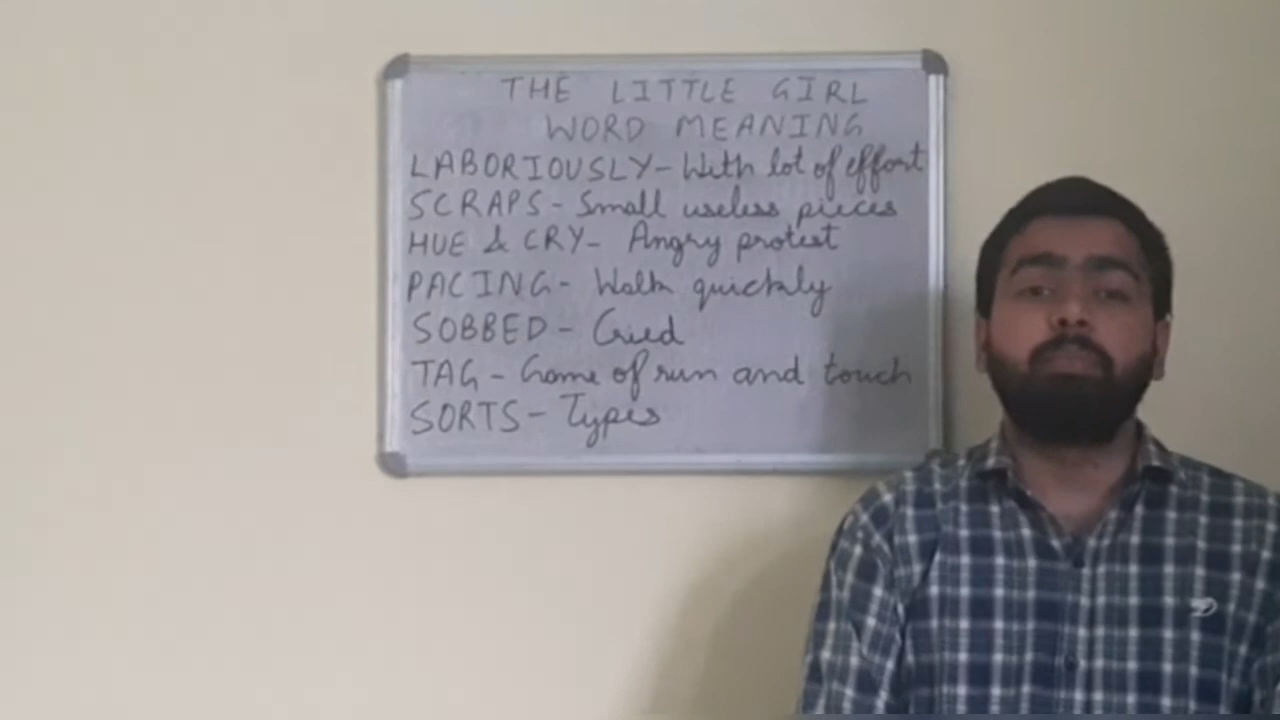 THE LITTLE GIRL
WORD MEANING
LABORIOUSLY - With lot of effort
SCRAPS - Small useless pieces
HUE & CRY - Angry protest
PACING - Walk quickly
SOBBED - Cried
TAG - Game of run and touch
SORTS - Types